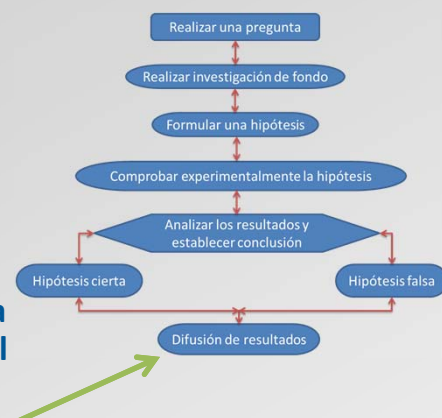 Realizar una pregunta
Realizar investigación de fondo
Formular una hipótesis
Comprobar experimentalmente la hipótesis
Analizar los resultados y
establecer conclusión
Hipótesis cierta
Hipótesis falsa
Difusión de resultados